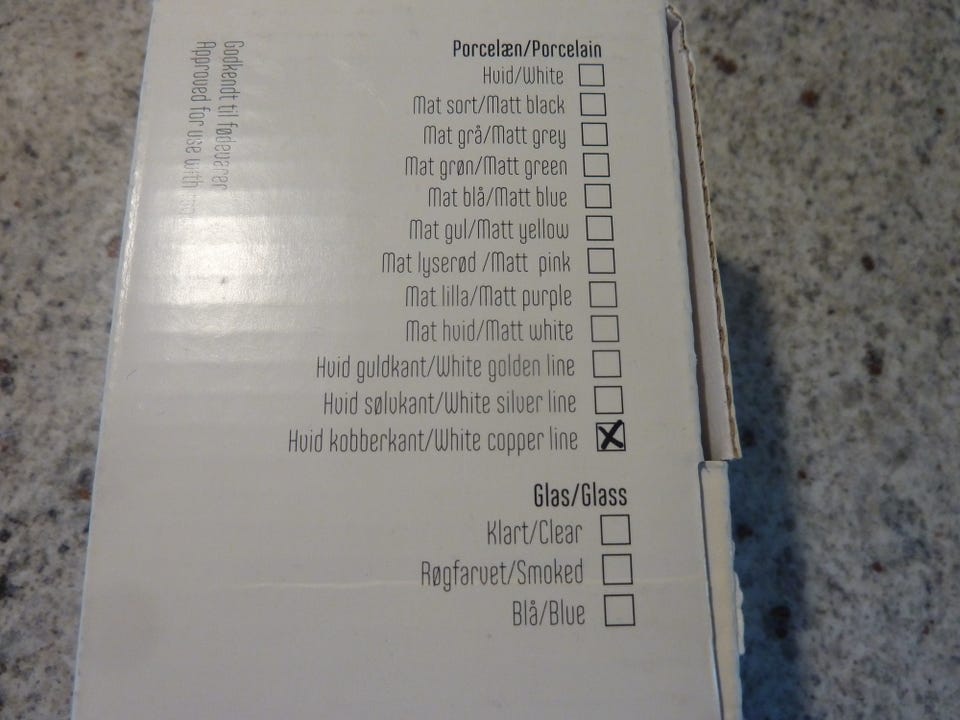 Porcelæn/Porcelain
Hvid/White
Mat sort/Matt black
Mat grå/Matt grey
Mat grøn/Matt green
Mat blå/Matt blue
Mat gul/Matt yellow
Mat lyserød /Matt pink
Mat lilla/Matt purple
Mat hvid/Matt white
Hvid guldkant/White golden line
Hvid sølvkant/White silver line
Hvid kobberkant/White copper line
Glas/Glass
Klart/Clear
Røgfarvet/Smoked
Blå/Blue
Godkendt til fødevarer
Approved for use with